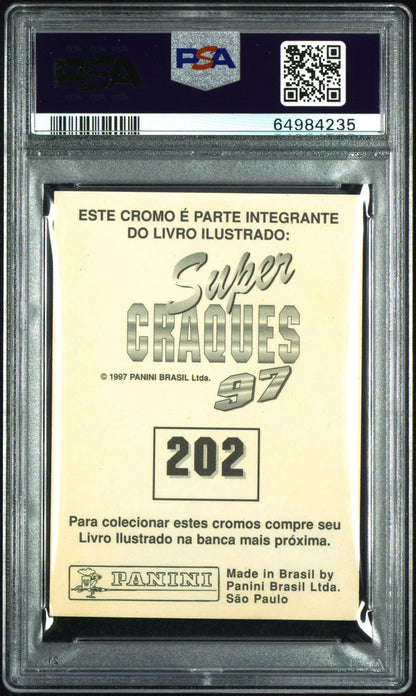 PSA
PSA
64984235
ESTE CROMO É PARTE INTEGRANTE
DO LIVRO ILUSTRADO:
Super
CRAQUES
97
© 1997 PANINI BRASIL Ltda.
202
Para colecionar estes cromos compre seu
Livro Ilustrado na banca mais próxima.
PANINI
Made in Brasil by
Panini Brasil Ltda.
São Paulo